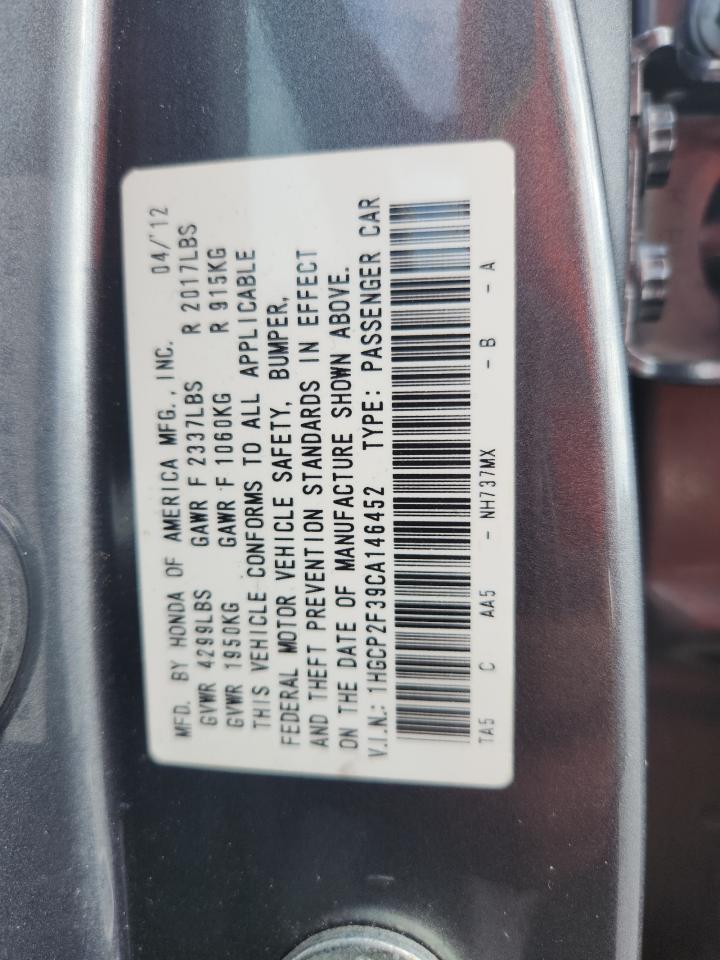 MFD. BY HONDA OF AMERICA MFG., INC. 04/'12
GVWR 4299LBS GAWR F 2337LBS R 2017LBS
GVWR 1950KG GAWR F 1060KG R 915KG
THIS VEHICLE CONFORMS TO ALL APPLICABLE
FEDERAL MOTOR VEHICLE SAFETY, BUMPER,
AND THEFT PREVENTION STANDARDS IN EFFECT
ON THE DATE OF MANUFACTURE SHOWN ABOVE.
V.I.N.: 1HGCP2F39CA146452 TYPE: PASSENGER CAR
TA5 C AA5 - NH737MX - B - A